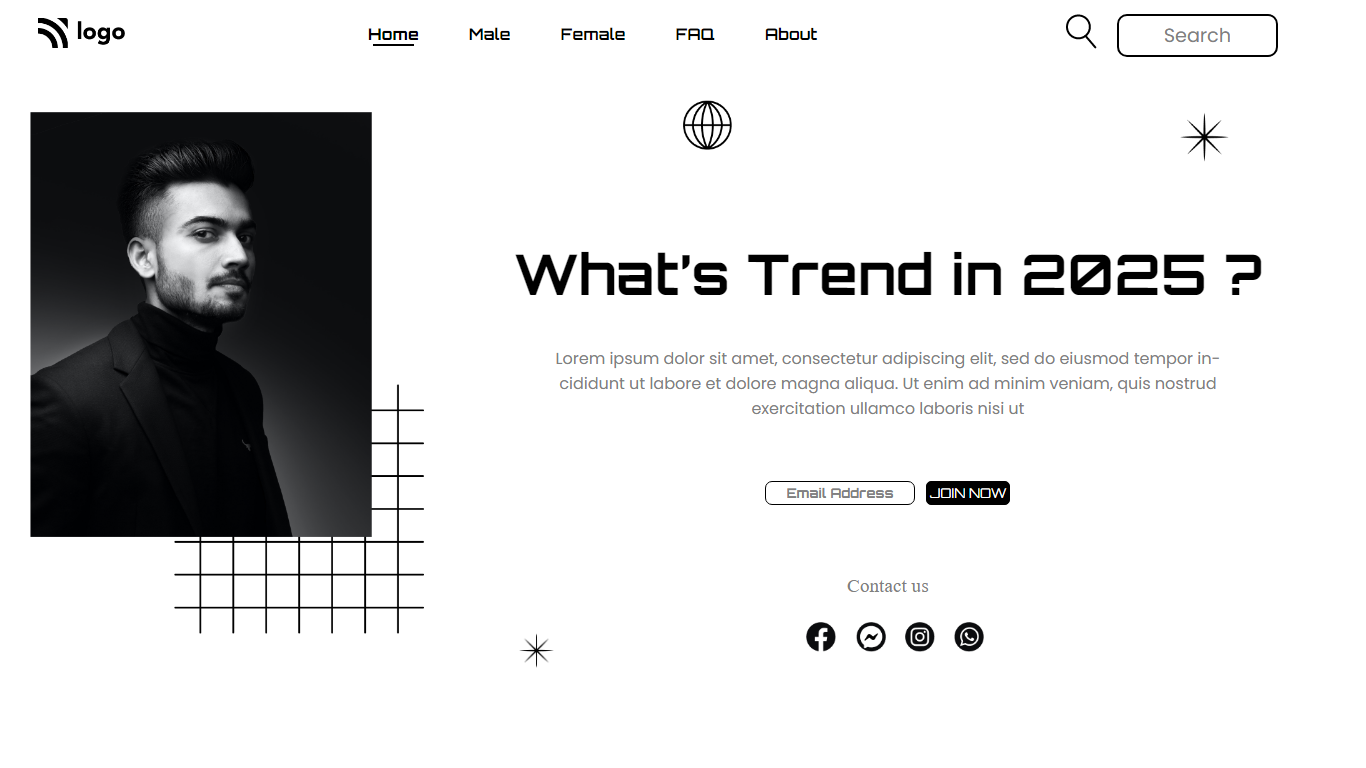 logo
Home Male Female FAQ About
Search
What's Trend in 2025 ?
Lorem ipsum dolor sit amet, consectetur adipiscing elit, sed do eiusmod tempor in-
cididunt ut labore et dolore magna aliqua. Ut enim ad minim veniam, quis nostrud
exercitation ullamco laboris nisi ut
Email Address JOIN NOW
Contact us